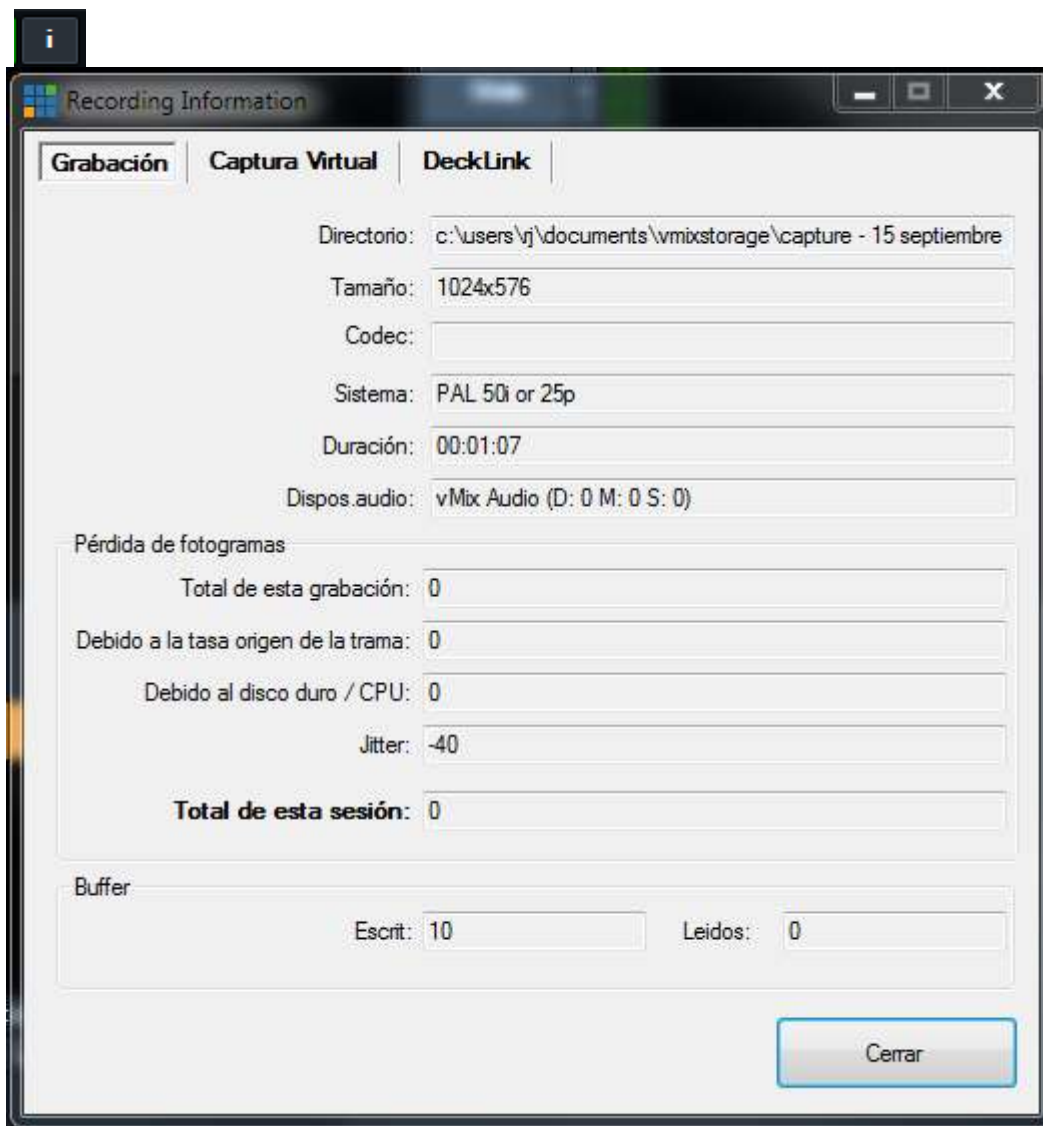 i
Recording Information
Grabación Captura Virtual DeckLink
Directorio: c:\users\rj\documents\vmixstorage\capture - 15 septiembre
Tamaño: 1024x576
Codec:
Sistema: PAL 50i or 25p
Duración: 00:01:07
Dispos.audio: vMix Audio (D: 0 M: 0 S: 0)
Pérdida de fotogramas
Total de esta grabación: 0
Debido a la tasa origen de la trama: 0
Debido al disco duro / CPU: 0
Jitter: -40
Total de esta sesión: 0
Buffer
Escrit: 10 Leidos: 0
Cerrar